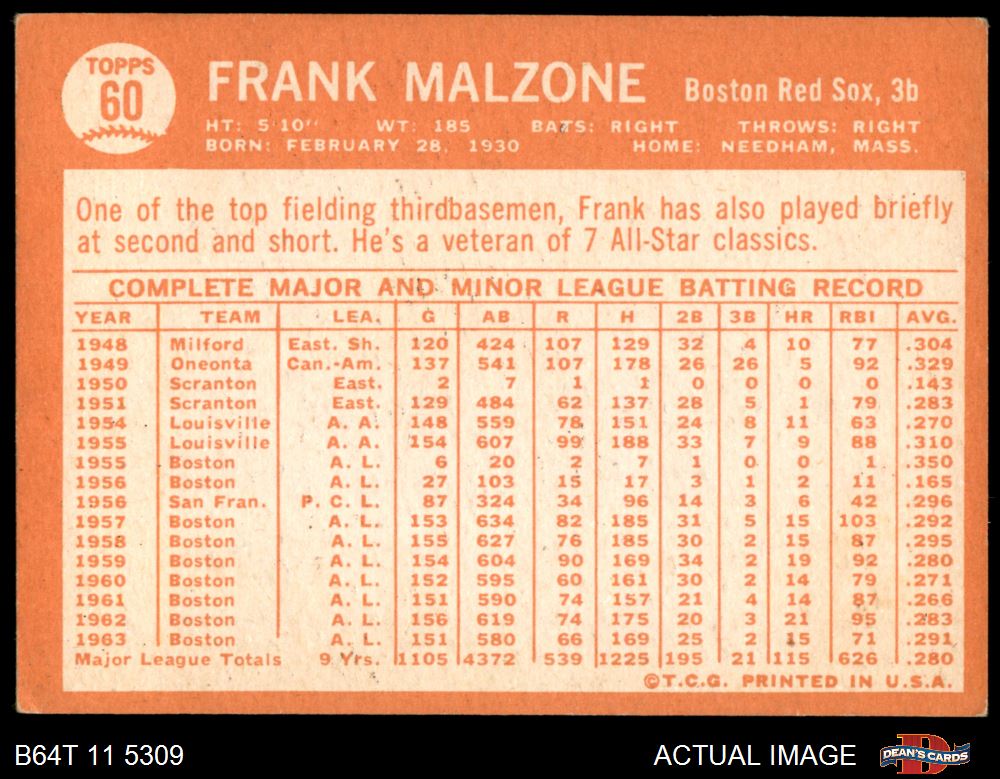 TOPPS
60
FRANK MALZONE Boston Red Sox, 3b
HT: 5'10" WT: 185 BATS: RIGHT THROWS: RIGHT
BORN: FEBRUARY 28, 1930 HOME: NEEDHAM, MASS.
One of the top fielding thirdbasemen, Frank has also played briefly
at second and short. He's a veteran of 7 All-Star classics.
COMPLETE MAJOR AND MINOR LEAGUE BATTING RECORD
YEAR TEAM LEA. G AB R H 2B 3B HR RBI AVG.
1948 Milford East. Sh. 120 424 107 129 32 4 10 77 .304
1949 Oneonta Can.-Am. 137 541 107 178 26 26 5 92 .329
1950 Scranton East. 2 7 1 1 0 0 0 0 .143
1951 Scranton East. 129 484 62 137 28 5 1 79 .283
1954 Louisville A. A. 148 559 78 151 24 8 11 63 .270
1955 Louisville A. A. 154 607 99 188 33 7 9 88 .310
1955 Boston A. L. 6 20 2 7 1 0 0 1 .350
1956 Boston A. L. 27 103 15 17 3 1 2 11 .165
1956 San Fran. P. C. L. 87 324 34 96 14 3 6 42 .296
1957 Boston A. L. 153 634 82 185 31 5 15 103 .292
1958 Boston A. L. 155 627 76 185 30 2 15 87 .295
1959 Boston A. L. 154 604 90 169 34 2 19 92 .280
1960 Boston A. L. 152 595 60 161 30 2 14 79 .271
1961 Boston A. L. 151 590 74 157 21 4 14 87 .266
1962 Boston A. L. 156 619 74 175 20 3 21 95 .283
1963 Boston A. L. 151 580 66 169 25 2 15 71 .291
Major League Totals 9 Yrs. 1105 4372 539 1225 195 21 115 626 .280
©T.C.G. PRINTED IN U.S.A.
B64T 11 5309 ACTUAL IMAGE DEAN'S CARDS